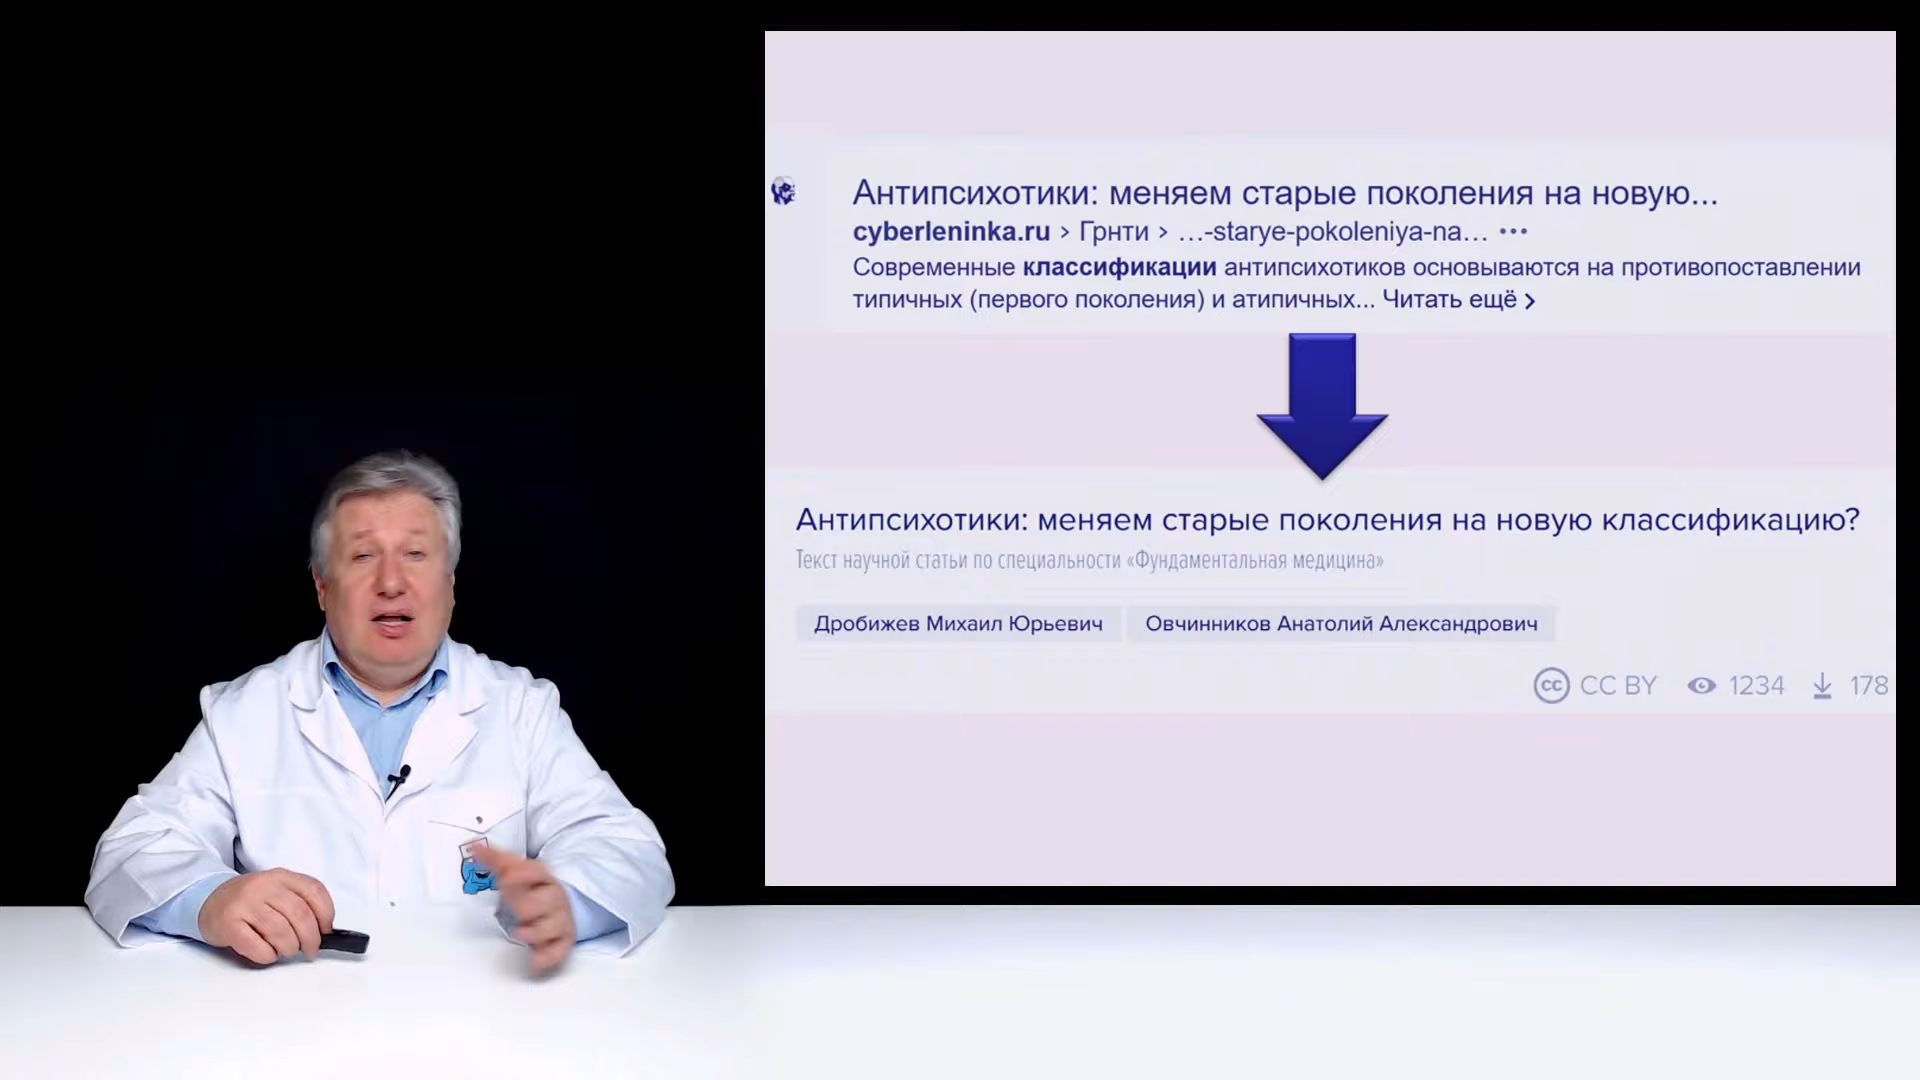 Антипсихотики: меняем старые поколения на новую...
cyberleninka.ru › Грнти › …-starye-pokoleniya-na… •••
Современные классификации антипсихотиков основываются на противопоставлении
типичных (первого поколения) и атипичных... Читать ещё ›
Антипсихотики: меняем старые поколения на новую классификацию?
Текст научной статьи по специальности «Фундаментальная медицина»
Дробижев Михаил Юрьевич Овчинников Анатолий Александрович
cc CC BY 1234 178